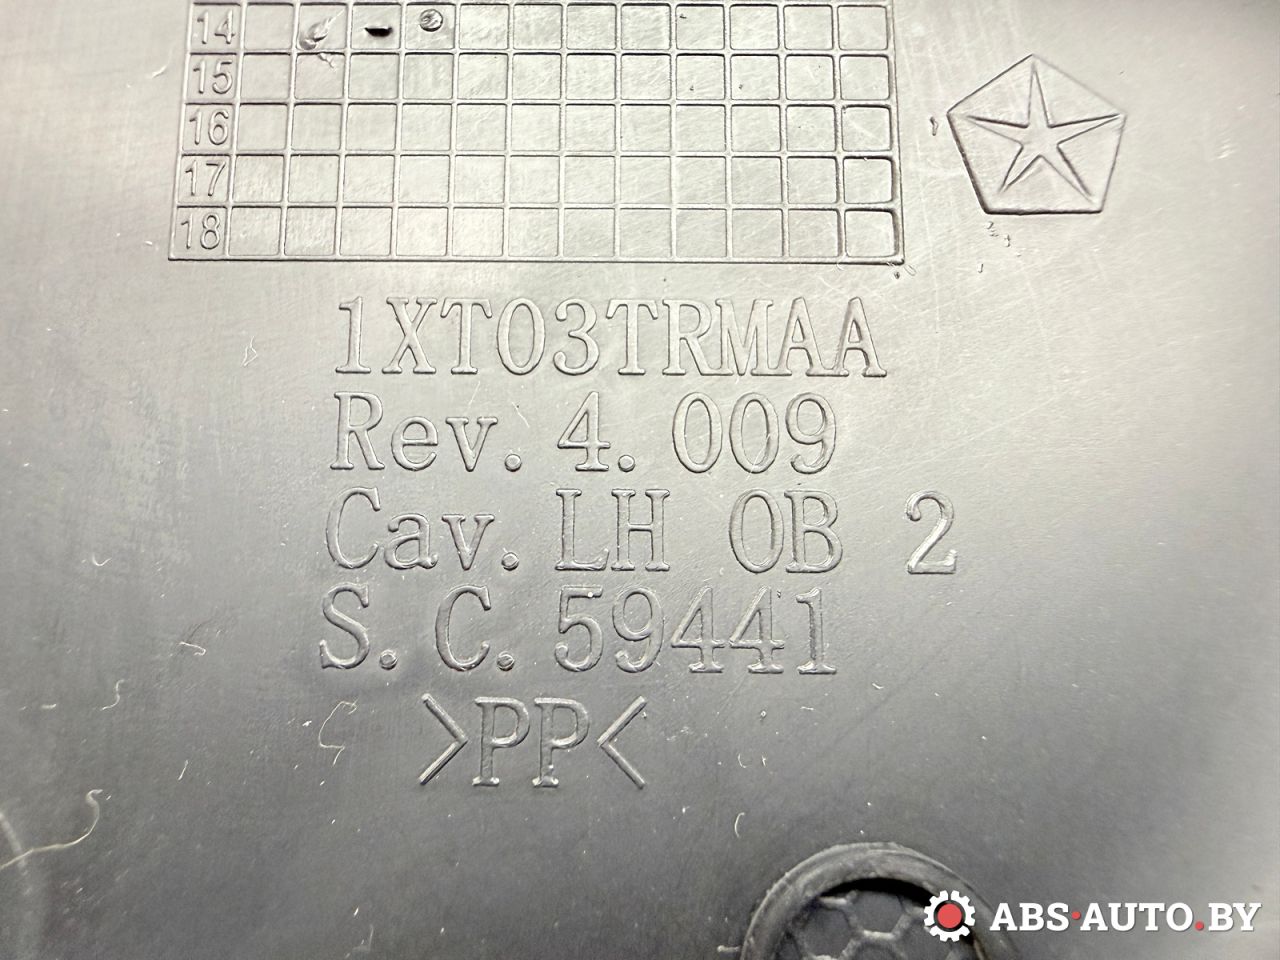 14
15
16
17
18
1XT03TRMAA
Rev. 4. 009
Cav. LH OB 2
S. C. 59441
>PP<
ABS·AUTO.BY